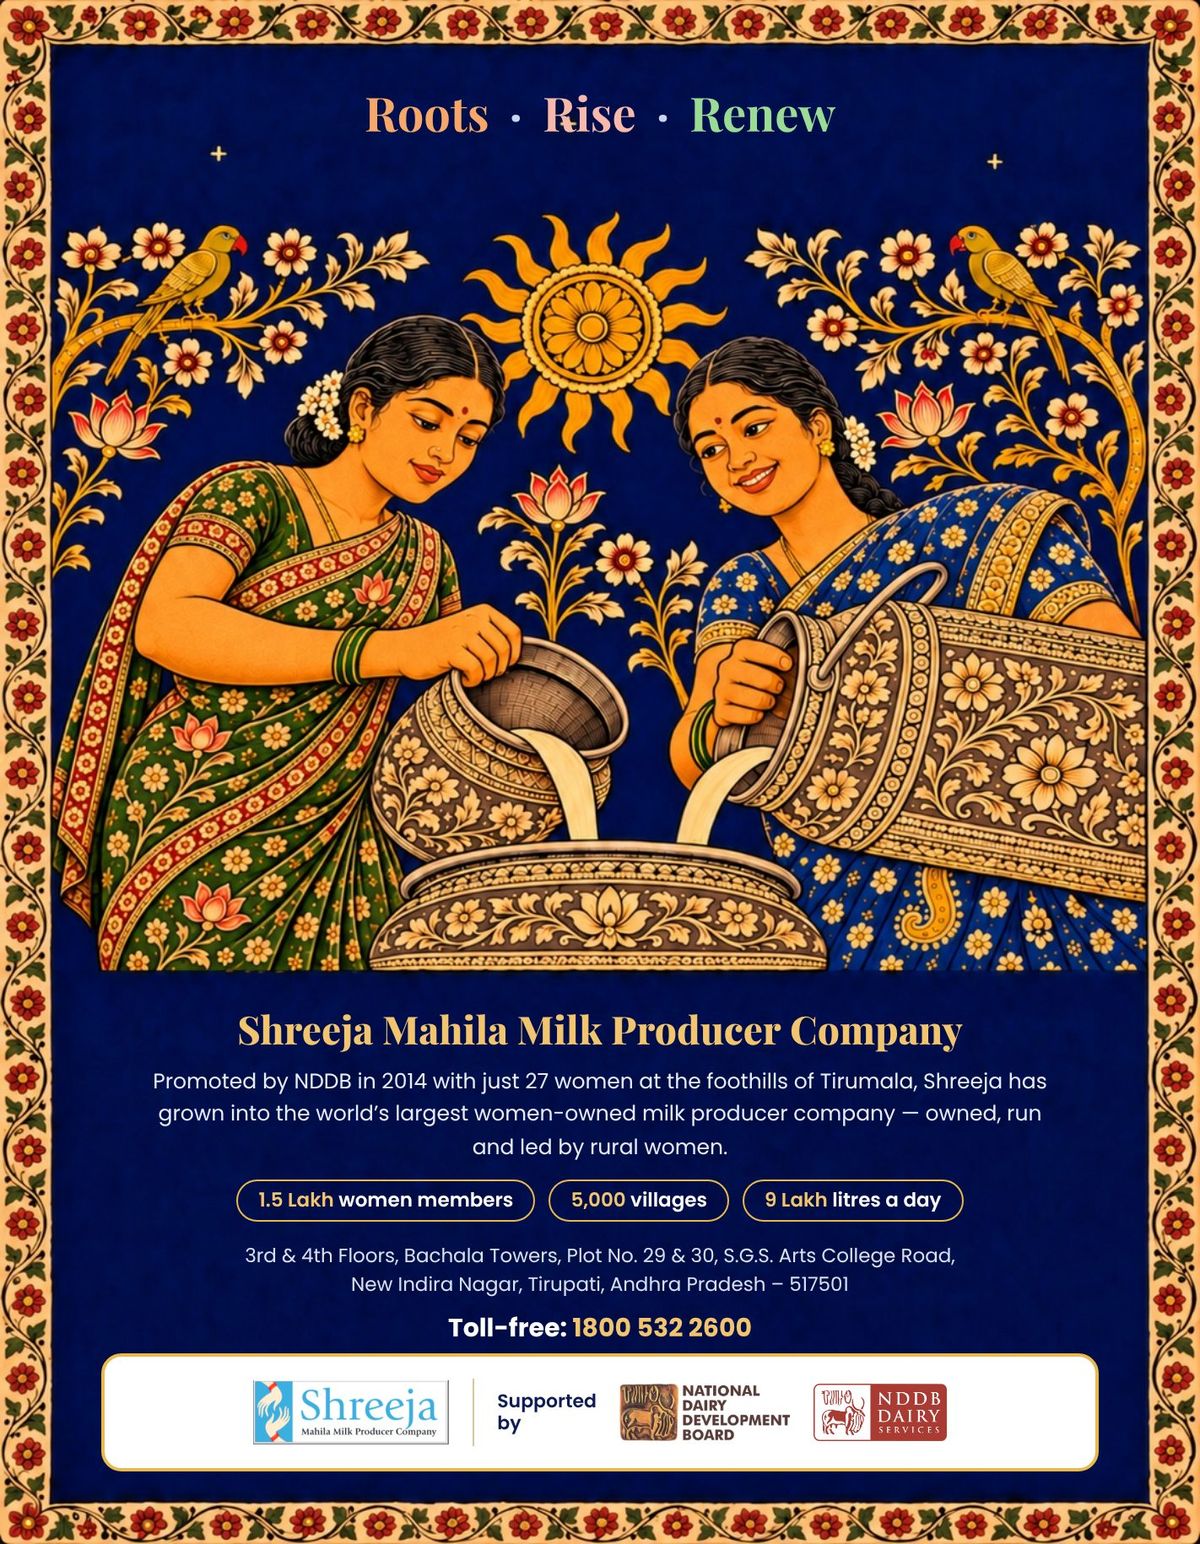 Roots · Rise · Renew
Shreeja Mahila Milk Producer Company
Promoted by NDDB in 2014 with just 27 women at the foothills of Tirumala, Shreeja has
grown into the world’s largest women-owned milk producer company — owned, run
and led by rural women.
1.5 Lakh women members 5,000 villages 9 Lakh litres a day
3rd & 4th Floors, Bachala Towers, Plot No. 29 & 30, S.G.S. Arts College Road,
New Indira Nagar, Tirupati, Andhra Pradesh – 517501
Toll-free: 1800 532 2600
Shreeja
Mahila Milk Producer Company
Supported
by
NATIONAL
DAIRY
DEVELOPMENT
BOARD
NDDB
DAIRY
SERVICES